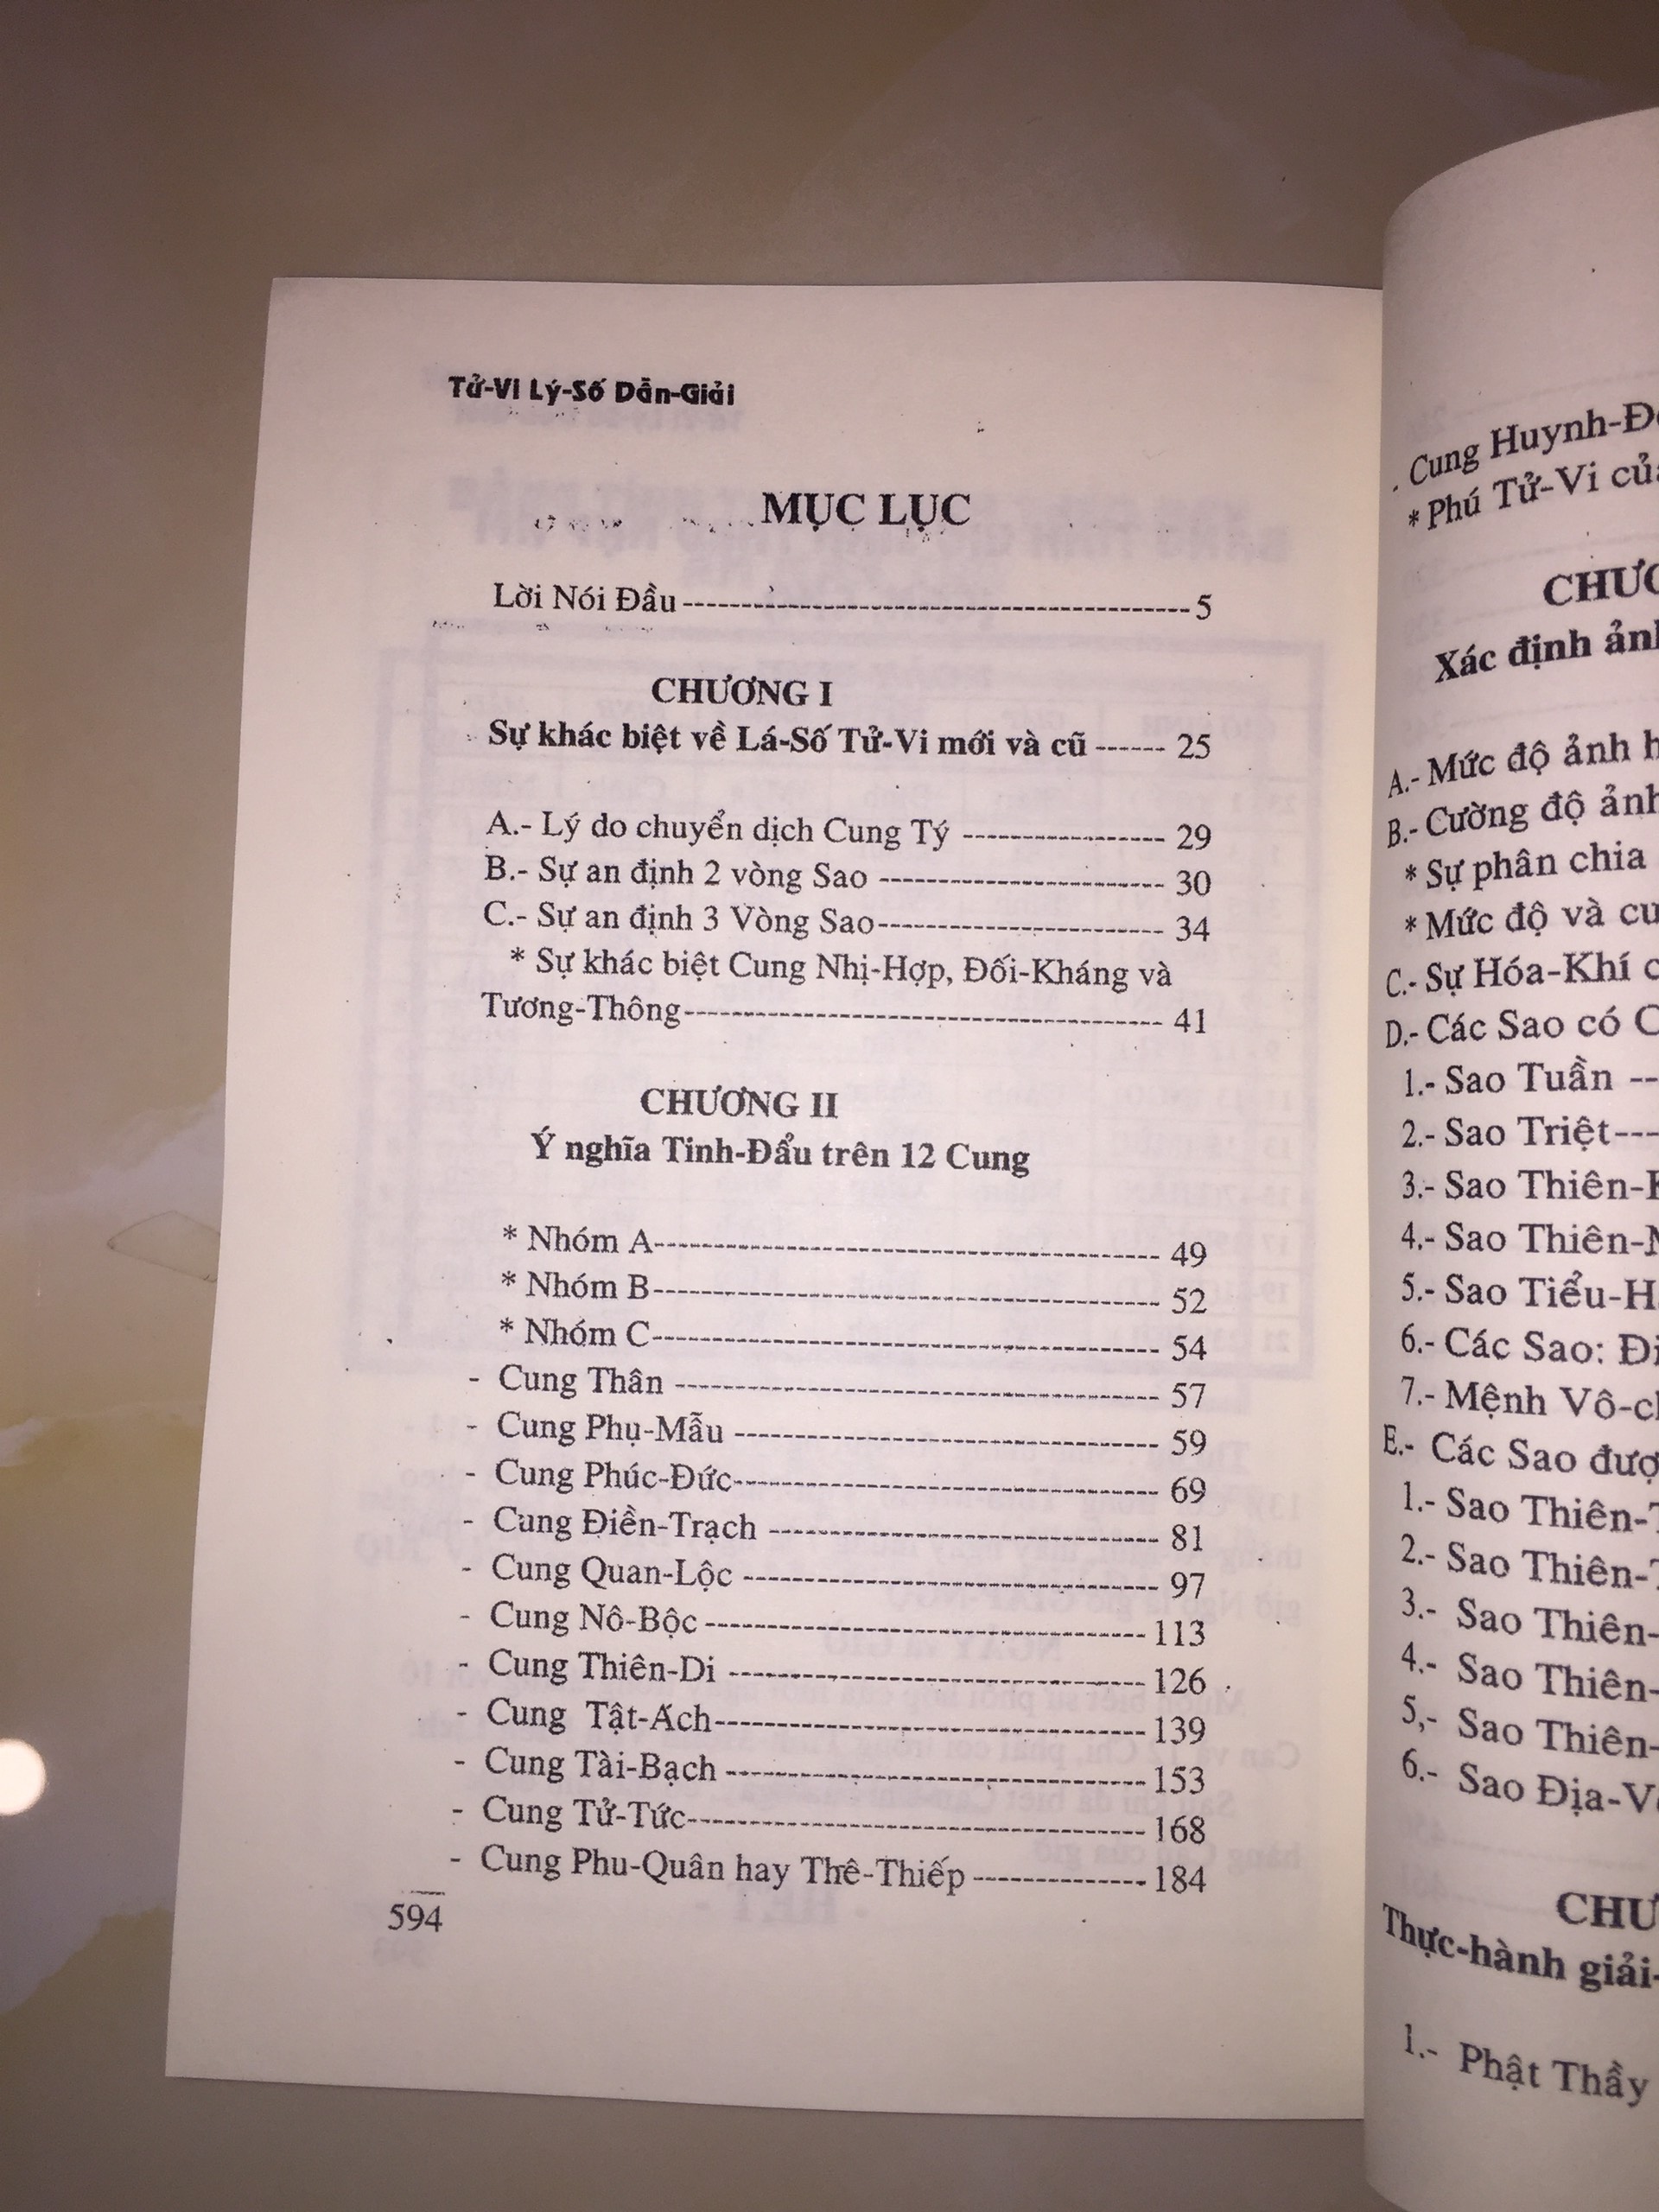 Tử-Vi Lý-Số Dẫn-Giải
MỤC LỤC
Lời Nói Đầu------------------------------------------5
CHƯƠNG I
Sự khác biệt về Lá-Số Tử-Vi mới và cũ ------ 25
A.- Lý do chuyển dịch Cung Tý ----------------- 29
B.- Sự an định 2 vòng Sao ------------------------ 30
C.- Sự an định 3 Vòng Sao------------------------ 34
* Sự khác biệt Cung Nhị-Hợp, Đối-Kháng và
Tương-Thông---------------------------------------- 41
CHƯƠNG II
Ý nghĩa Tinh-Đẩu trên 12 Cung
* Nhóm A------------------------------------------ 49
* Nhóm B------------------------------------------ 52
* Nhóm C------------------------------------------ 54
- Cung Thân ---------------------------------------- 57
- Cung Phụ-Mẫu ----------------------------------- 59
- Cung Phúc-Đức----------------------------------- 69
- Cung Điền-Trạch -------------------------------- 81
- Cung Quan-Lộc ---------------------------------- 97
- Cung Nô-Bộc ------------------------------------113
- Cung Thiên-Di ----------------------------------126
- Cung Tật-Ách------------------------------------139
- Cung Tài-Bạch ----------------------------------153
- Cung Tử-Tức-------------------------------------168
- Cung Phu-Quân hay Thê-Thiếp --------------184
594
Cung Huynh-Đ
* Phú Tử-Vi củ
CHƯƠ
Xác định ảnh
A.- Mức độ ảnh h
B.- Cường độ ảnh
* Sự phân chia
* Mức độ và cư
C.- Sự Hóa-Khí c
D.- Các Sao có C
1.- Sao Tuần --
2.- Sao Triệt---
3.- Sao Thiên-
4.- Sao Thiên-
5.- Sao Tiểu-H
6.- Các Sao: Đ
7.- Mệnh Vô-ch
E.- Các Sao đượ
1.- Sao Thiên-T
2.- Sao Thiên-T
3.- Sao Thiên-
4.- Sao Thiên-
5,- Sao Thiên-
6.- Sao Địa-V
CHƯ
Thực-hành giải-
1.- Phật Thầy